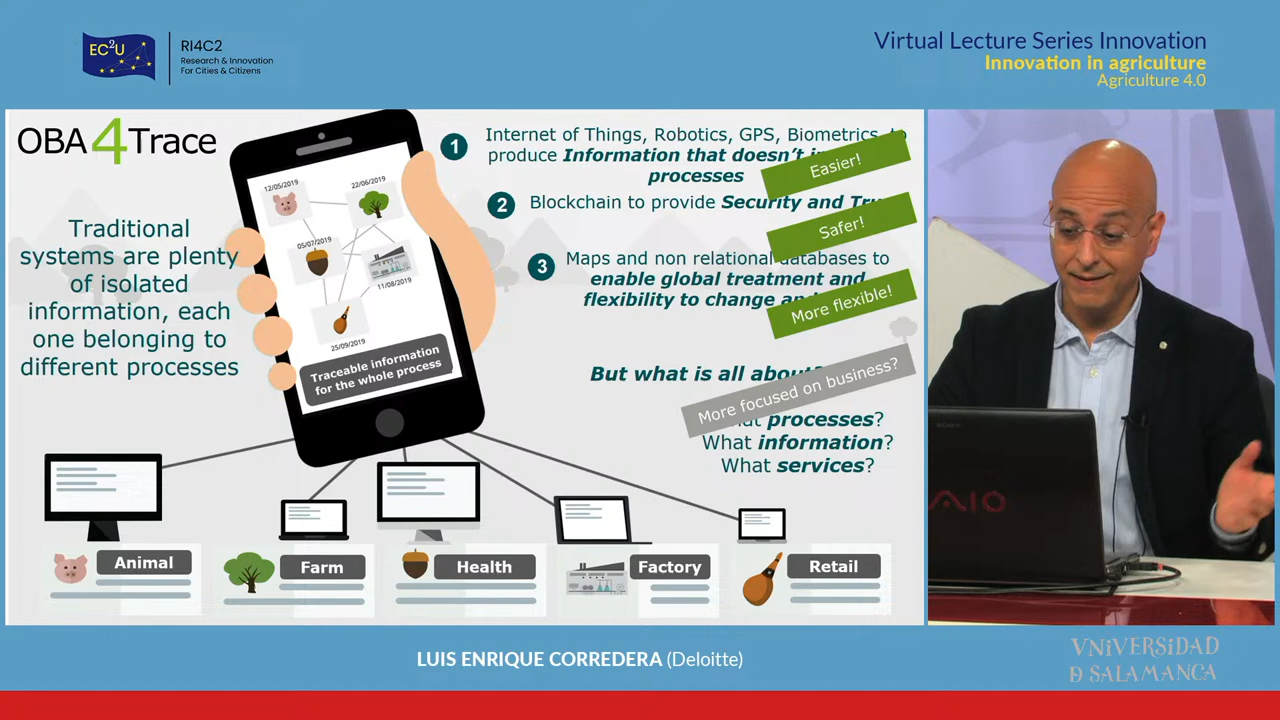 EC2U
RI4C2
Research & Innovation
For Cities & Citizens
Virtual Lecture Series Innovation
Innovation in agriculture
Agriculture 4.0
OBA4Trace
Traditional
systems are plenty
of isolated
information, each
one belonging to
different processes
12/05/2019
22/06/2019
05/07/2019
11/08/2019
25/09/2019
Traceable information
for the whole process
1
Internet of Things, Robotics, GPS, Biometrics to
produce Information that doesn't
processes
Easier!
2
Blockchain to provide Security and
Safer!
3
Maps and non relational databases to
enable global treatment and
flexibility to change
More flexible!
But what is all about?
More focused on business?
processes?
What information?
What services?
Animal
Farm
Health
Factory
Retail
VAIO
LUIS ENRIQUE CORREDERA (Deloitte)
VNiVERSiDAD
D SALAMANCA